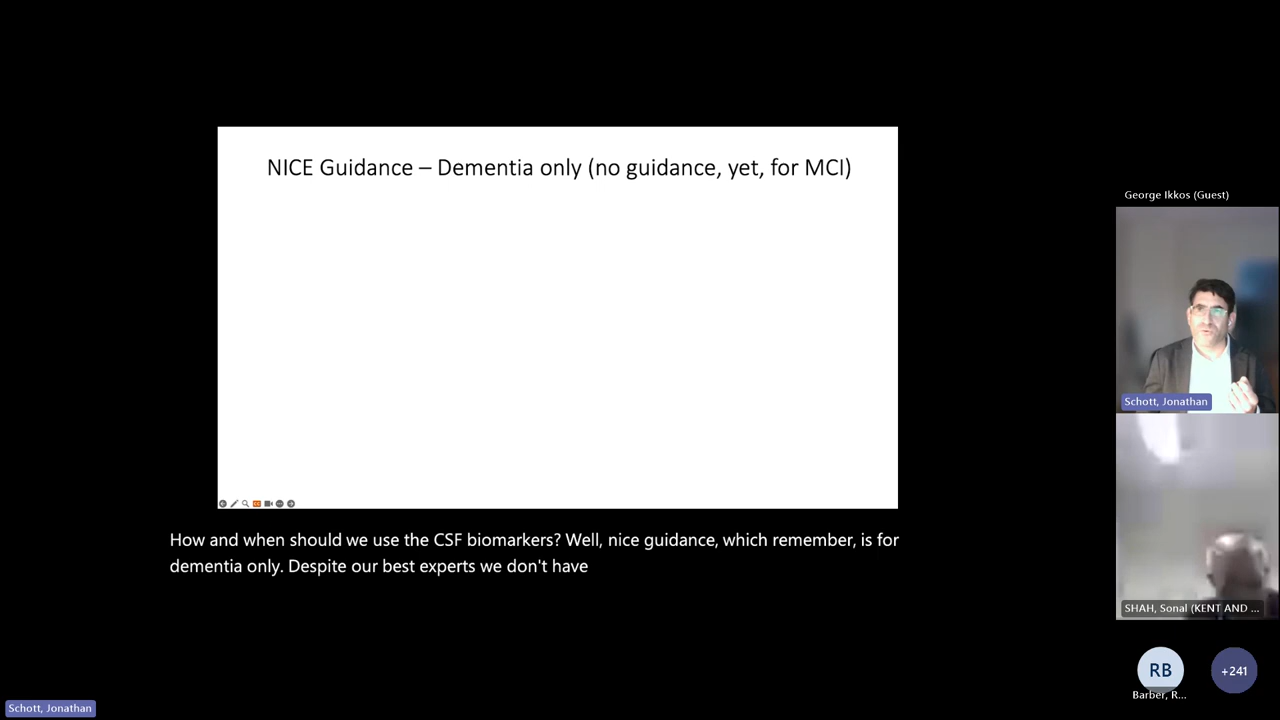 NICE Guidance – Dementia only (no guidance, yet, for MCI)
How and when should we use the CSF biomarkers? Well, nice guidance, which remember, is for
dementia only. Despite our best experts we don't have
George Ikkos (Guest)
Schott, Jonathan
SHAH, Sonal (KENT AND ...
RB
+241
Barber, R...
Schott, Jonathan